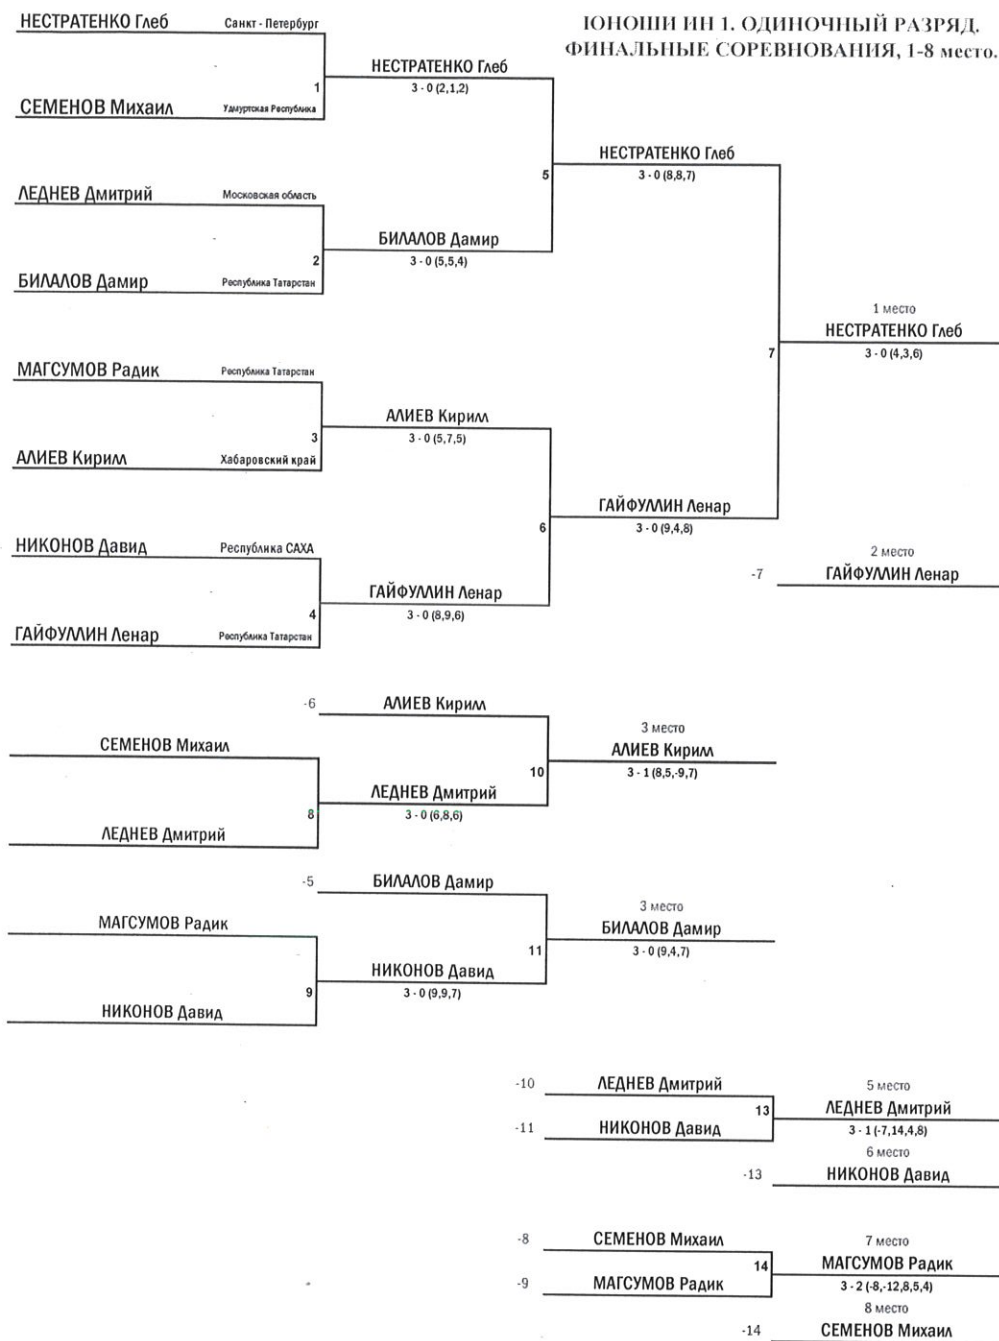 ЮНОШИ ИН 1. ОДИНОЧНЫЙ РАЗРЯД.
ФИНАЛЬНЫЕ СОРЕВНОВАНИЯ, 1-8 место.
НЕСТРАТЕНКО Глеб Санкт - Петербург
1
СЕМЕНОВ Михаил Удмуртская Республика
НЕСТРАТЕНКО Глеб
3 - 0 (2,1,2)
ЛЕДНЕВ Дмитрий Московская область
2
БИЛАЛОВ Дамир Республика Татарстан
БИЛАЛОВ Дамир
3 - 0 (5,5,4)
5
НЕСТРАТЕНКО Глеб
3 - 0 (8,8,7)
МАГСУМОВ Радик Республика Татарстан
3
АЛИЕВ Кирилл Хабаровский край
АЛИЕВ Кирилл
3 - 0 (5,7,5)
НИКОНОВ Давид Республика САХА
4
ГАЙФУЛЛИН Ленар Республика Татарстан
ГАЙФУЛЛИН Ленар
3 - 0 (8,9,6)
6
ГАЙФУЛЛИН Ленар
3 - 0 (9,4,8)
7
1 место
НЕСТРАТЕНКО Глеб
3 - 0 (4,3,6)
2 место
-7 ГАЙФУЛЛИН Ленар
-6 АЛИЕВ Кирилл
СЕМЕНОВ Михаил
8
ЛЕДНЕВ Дмитрий
ЛЕДНЕВ Дмитрий
3 - 0 (6,8,6)
10
3 место
АЛИЕВ Кирилл
3 - 1 (8,5,-9,7)
-5 БИЛАЛОВ Дамир
МАГСУМОВ Радик
9
НИКОНОВ Давид
НИКОНОВ Давид
3 - 0 (9,9,7)
11
3 место
БИЛАЛОВ Дамир
3 - 0 (9,4,7)
-10 ЛЕДНЕВ Дмитрий
13
-11 НИКОНОВ Давид
5 место
ЛЕДНЕВ Дмитрий
3 - 1 (-7,14,4,8)
6 место
-13 НИКОНОВ Давид
-8 СЕМЕНОВ Михаил
14
-9 МАГСУМОВ Радик
7 место
МАГСУМОВ Радик
3 - 2 (-8,-12,8,5,4)
8 место
-14 СЕМЕНОВ Михаил